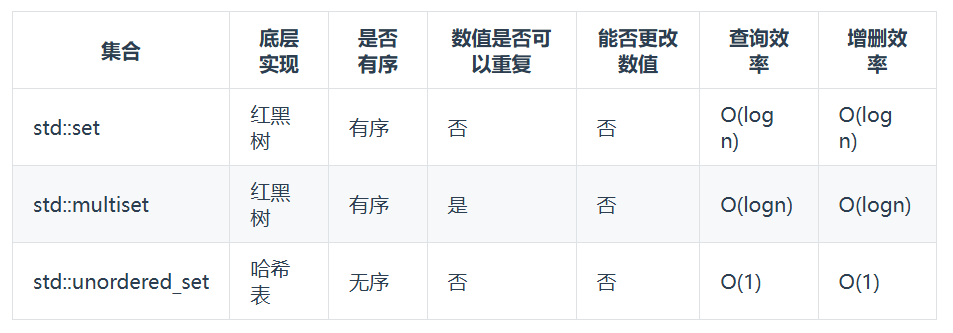 集合 底层 是否 数值是否可 能否更改 查询效 增删效
实现 有序 以重复 数值 率 率
std::set 红黑 有序 否 否 O(log O(log
树 n) n)
std::multiset 红黑 有序 是 否 O(logn) O(logn)
树
std::unordered_set 哈希 无序 否 否 O(1) O(1)
表